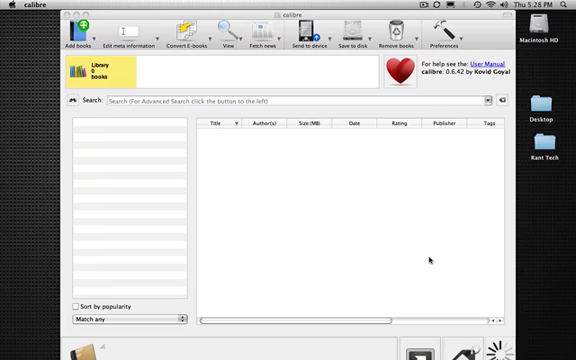 calibre
Thu 5:28 PM
calibre
Add books
Edit meta information
Convert E-books
View
Fetch news
Send to device
Save to disk
Remove books
Preferences
Macintosh HD
Library
0
books
For help see the: User Manual
calibre: 0.6.42 by Kovid Goyal
Search:
Search (For Advanced Search click the button to the left)
Desktop
Title
Author(s)
Size (MB)
Date
Rating
Publisher
Tags
Rant Tech
Sort by popularity
Match any